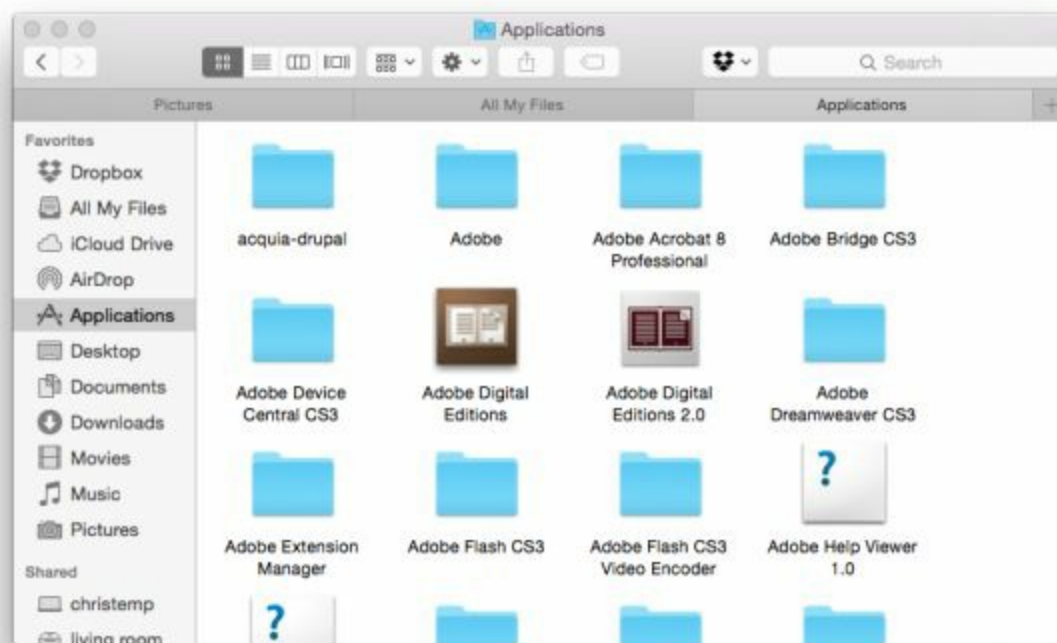 Applications
Search
Pictures
All My Files
Applications
Favorites
Dropbox
All My Files
iCloud Drive
AirDrop
Applications
Desktop
Documents
Downloads
Movies
Music
Pictures
Shared
christemp
living room
acquia-drupal
Adobe
Adobe Acrobat 8
Professional
Adobe Bridge CS3
Adobe Device
Central CS3
Adobe Digital
Editions
Adobe Digital
Editions 2.0
Adobe
Dreamweaver CS3
Adobe Extension
Manager
Adobe Flash CS3
Adobe Flash CS3
Video Encoder
?
Adobe Help Viewer
1.0
?